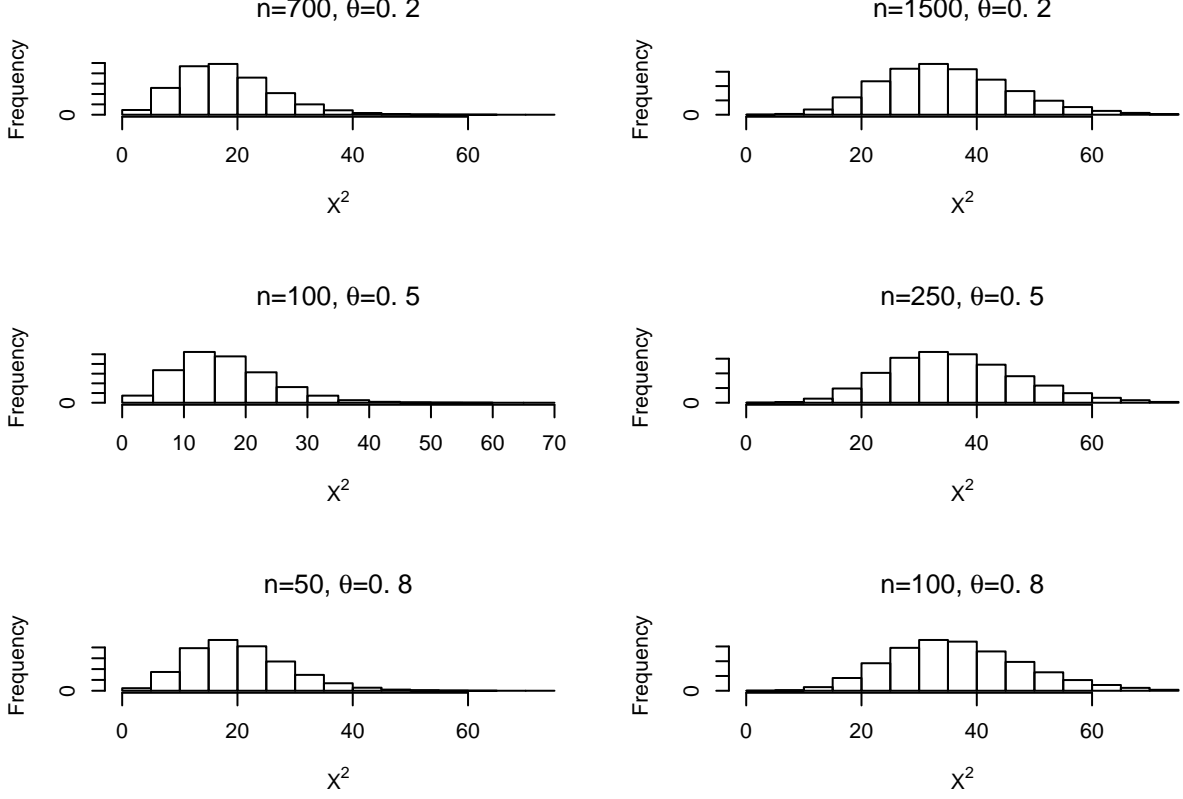 n=700, θ=0. 2
Frequency
0
0 20 40 60
X²
n=1500, θ=0. 2
Frequency
0
0 20 40 60
X²
n=100, θ=0. 5
Frequency
0
0 10 20 30 40 50 60 70
X²
n=250, θ=0. 5
Frequency
0
0 20 40 60
X²
n=50, θ=0. 8
Frequency
0
0 20 40 60
X²
n=100, θ=0. 8
Frequency
0
0 20 40 60
X²